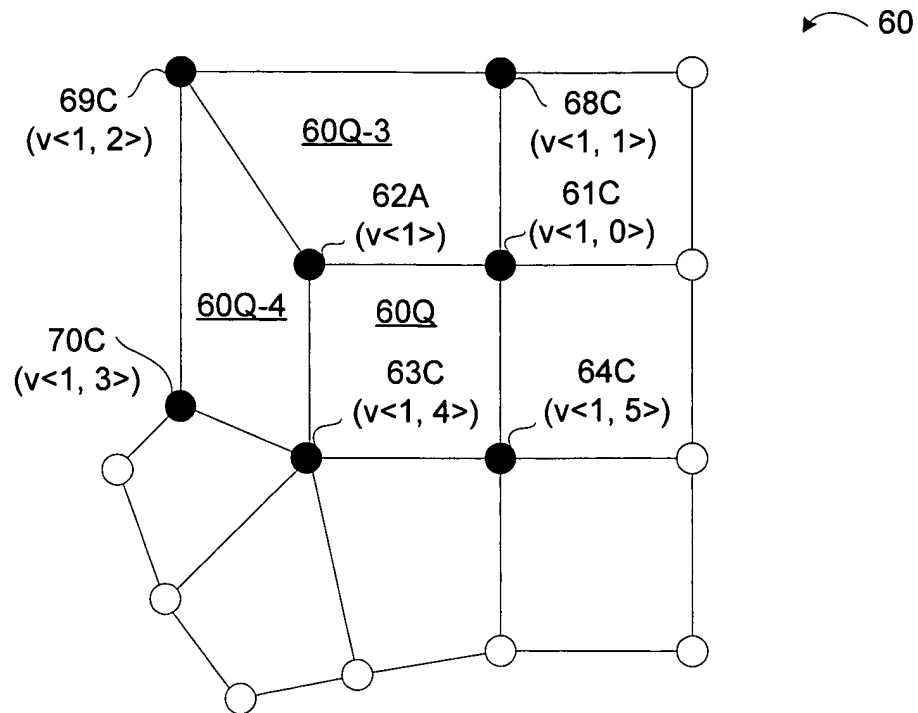 60
69C
(v<1, 2>)
68C
(v<1, 1>)
60Q-3
62A
(v<1>)
61C
(v<1, 0>)
60Q-4
60Q
70C
(v<1, 3>)
63C
(v<1, 4>)
64C
(v<1, 5>)